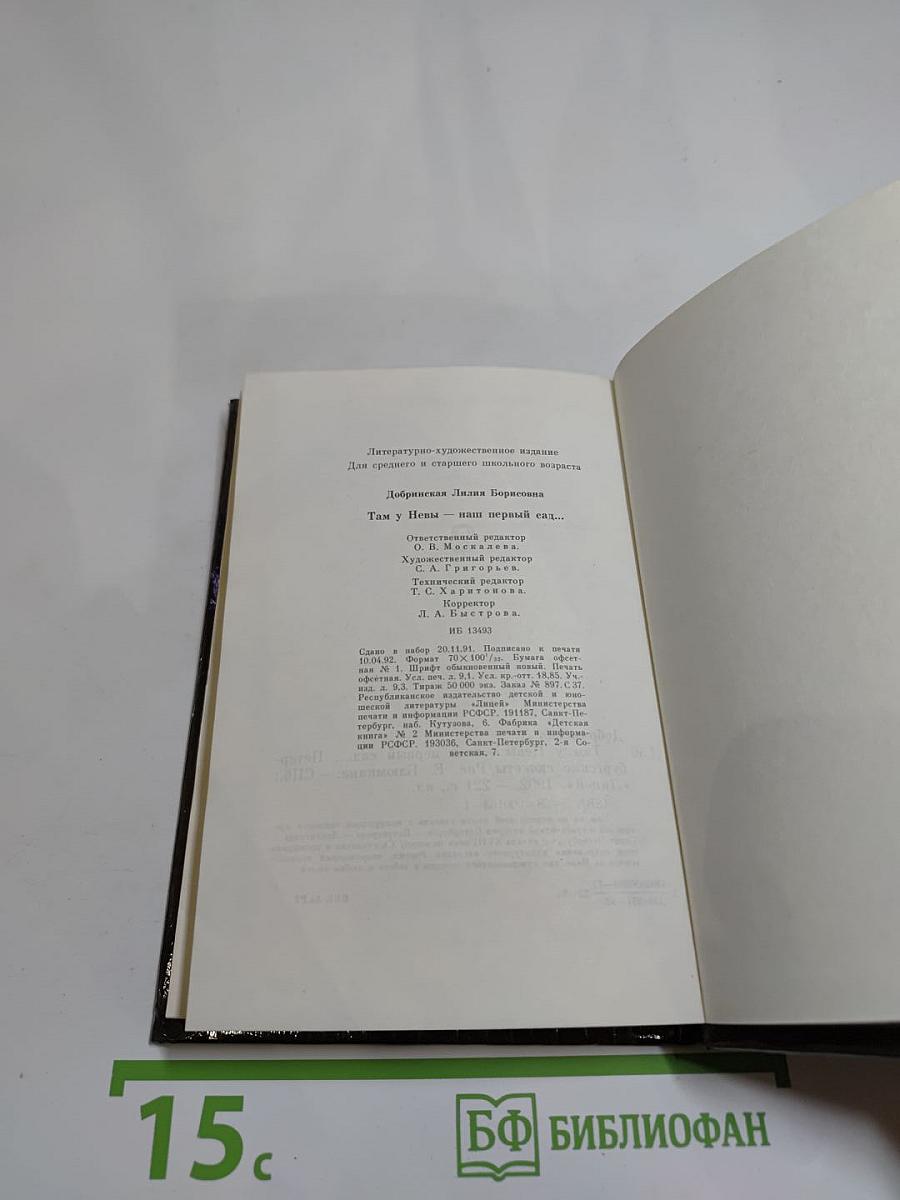 Литературно-художественное издание
Для среднего и старшего школьного возраста
Добринская Лилия Борисовна
Там у Невы — наш первый сад...
Ответственный редактор
О. В. Москалева.
Художественный редактор
С. А. Григорьев.
Технический редактор
Т. С. Харитонова.
Корректор
Л. А. Быстрова.
ИБ 13493
Сдано в набор 20.11.91. Подписано к печати
10.04.92. Формат 70×100¹/₃₂. Бумага офсет-
ная № 1. Шрифт обыкновенный новый. Печать
офсетная. Усл. печ. л. 9,1. Усл. кр.-отт. 18,85. Уч.-
изд. л. 9,3. Тираж 50 000 экз. Заказ № 897. С 37.
Республиканское издательство детской и юно-
шеской литературы «Лицей» Министерства
печати и информации РСФСР. 191187, Санкт-Пе-
тербург, наб. Кутузова, 6. Фабрика «Детская
книга» № 2 Министерства печати и информа-
ции РСФСР. 193036, Санкт-Петербург, 2-я Со-
ветская, 7.
15 с
БФ БИБЛИОФАН